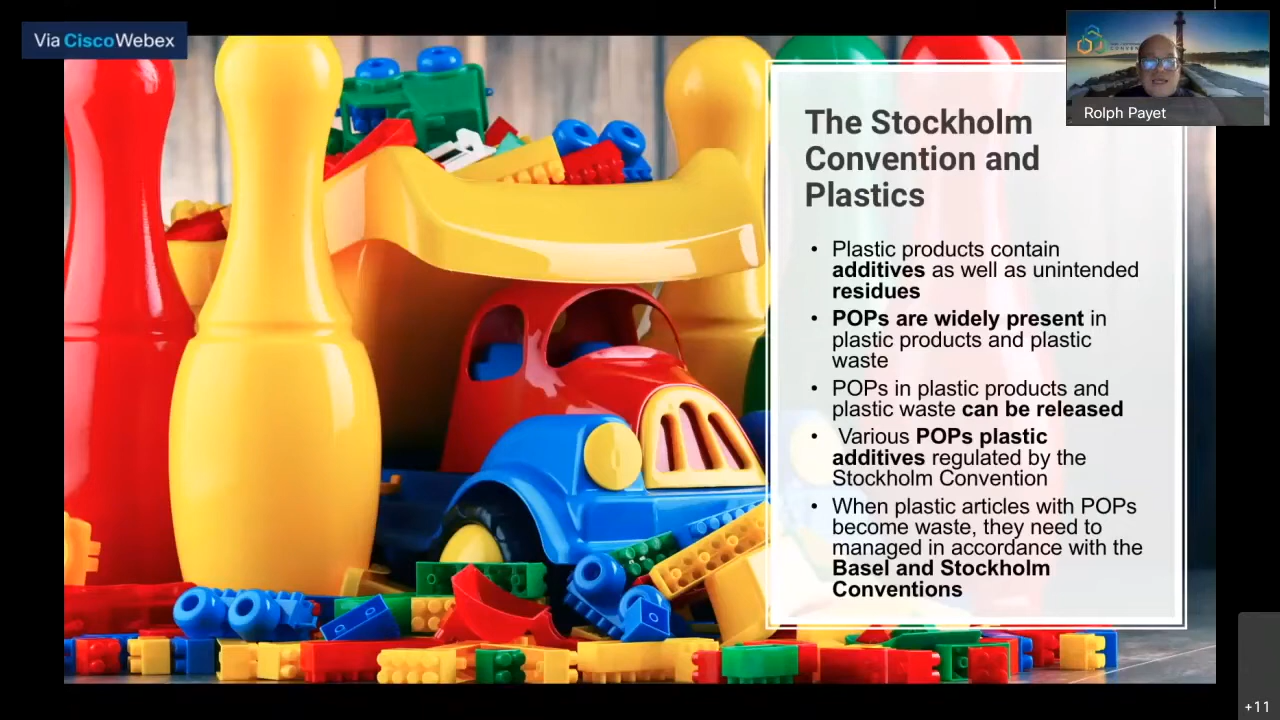 Via Cisco Webex
Rolph Payet
The Stockholm
Convention and
Plastics
• Plastic products contain
additives as well as unintended
residues
• POPs are widely present in
plastic products and plastic
waste
• POPs in plastic products and
plastic waste can be released
• Various POPs plastic
additives regulated by the
Stockholm Convention
• When plastic articles with POPs
become waste, they need to
managed in accordance with the
Basel and Stockholm
Conventions
+11